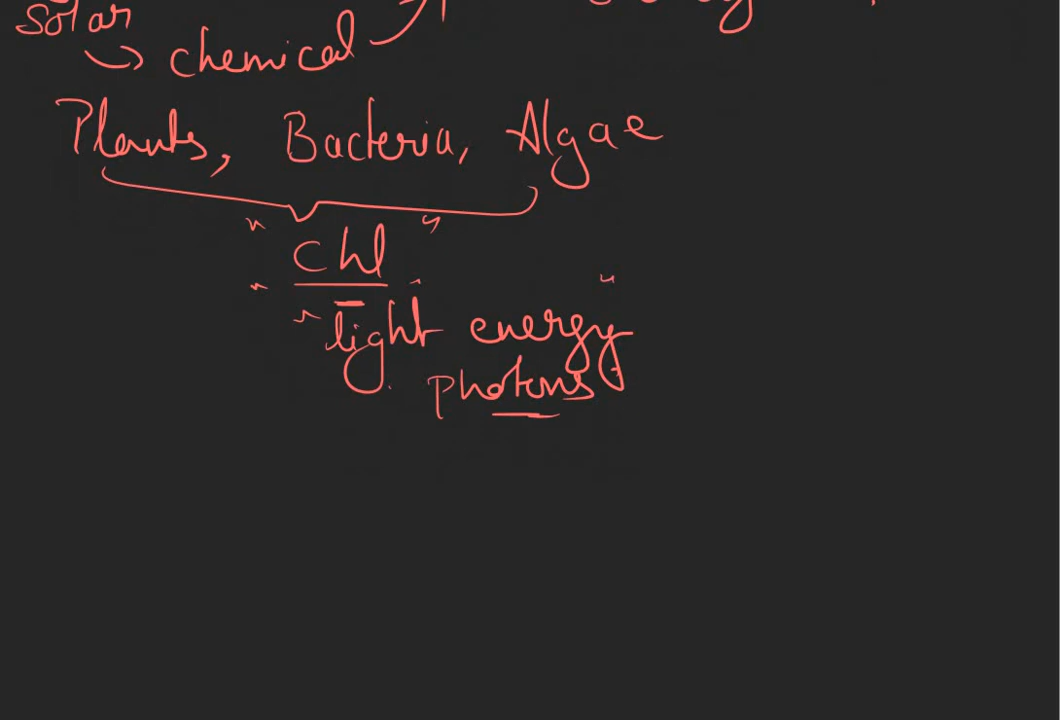 solar
↳ chemical
Plants, Bacteria, Algae
" chl "
" light energy "
photons